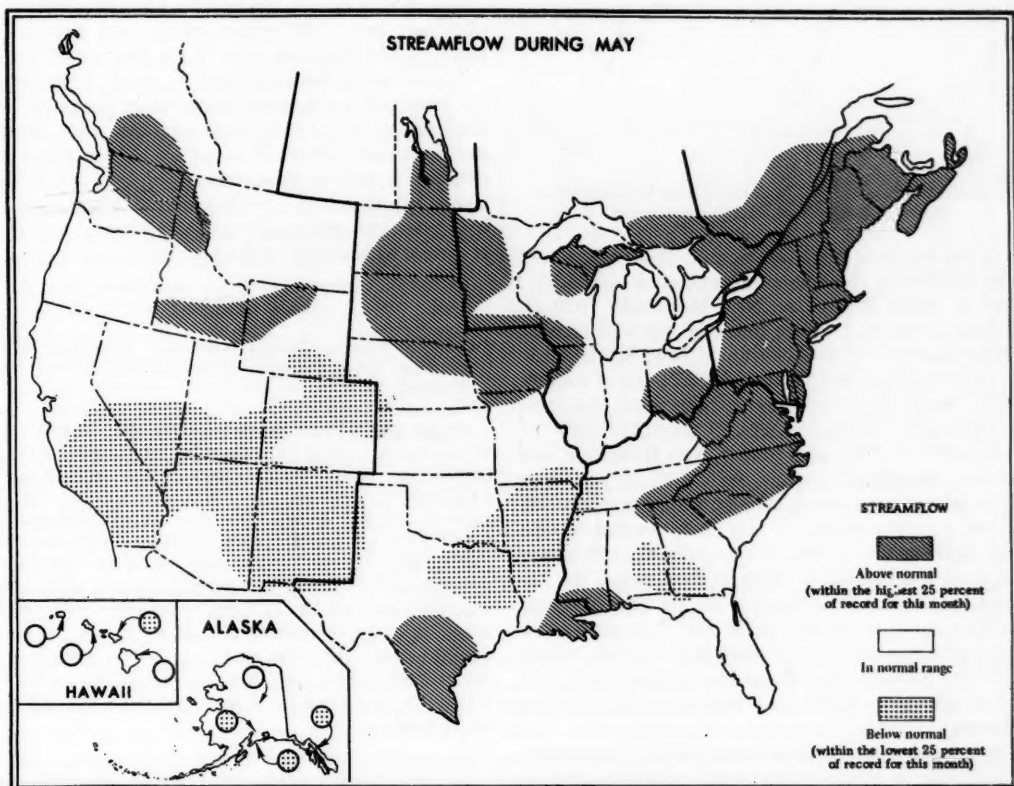 STREAMFLOW DURING MAY
STREAMFLOW
Above normal
(within the highest 25 percent
of record for this month)
In normal range
Below normal
(within the lowest 25 percent
of record for this month)
ALASKA
HAWAII